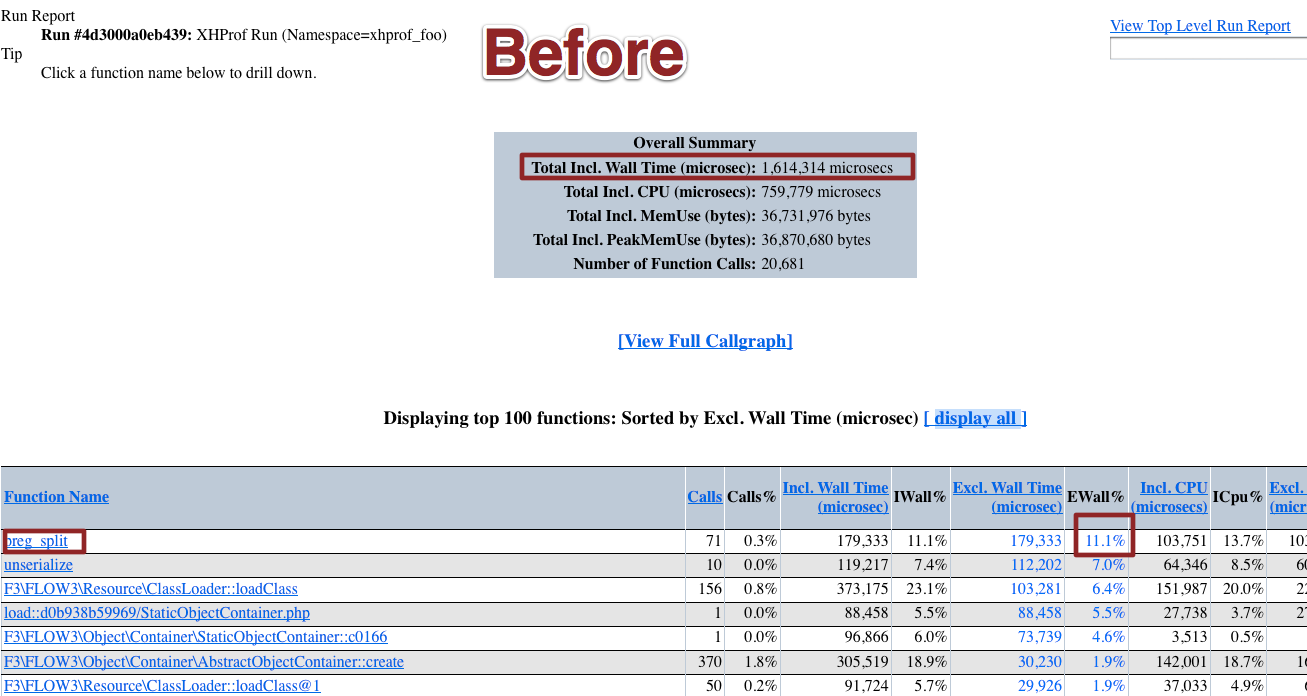 Run Report
Run #4d3000a0eb439: XHProf Run (Namespace=xhprof_foo)
Tip
Click a function name below to drill down.
Before
View Top Level Run Report
Overall Summary
Total Incl. Wall Time (microsec): 1,614,314 microsecs
Total Incl. CPU (microsecs): 759,779 microsecs
Total Incl. MemUse (bytes): 36,731,976 bytes
Total Incl. PeakMemUse (bytes): 36,870,680 bytes
Number of Function Calls: 20,681
[View Full Callgraph]
Displaying top 100 functions: Sorted by Excl. Wall Time (microsec) [ display all ]
Function Name Calls Calls% Incl. Wall Time (microsec) IWall% Excl. Wall Time (microsec) EWall% Incl. CPU (microsecs) ICpu% Excl.
preg_split 71 0.3% 179,333 11.1% 179,333 11.1% 103,751 13.7%
unserialize 10 0.0% 119,217 7.4% 112,202 7.0% 64,346 8.5%
F3\FLOW3\Resource\ClassLoader::loadClass 156 0.8% 373,175 23.1% 103,281 6.4% 151,987 20.0%
load::d0b938b59969/StaticObjectContainer.php 1 0.0% 88,458 5.5% 88,458 5.5% 27,738 3.7%
F3\FLOW3\Object\Container\StaticObjectContainer::c0166 1 0.0% 96,866 6.0% 73,739 4.6% 3,513 0.5%
F3\FLOW3\Object\Container\AbstractObjectContainer::create 370 1.8% 305,519 18.9% 30,230 1.9% 142,001 18.7%
F3\FLOW3\Resource\ClassLoader::loadClass@1 50 0.2% 91,724 5.7% 29,926 1.9% 37,033 4.9%